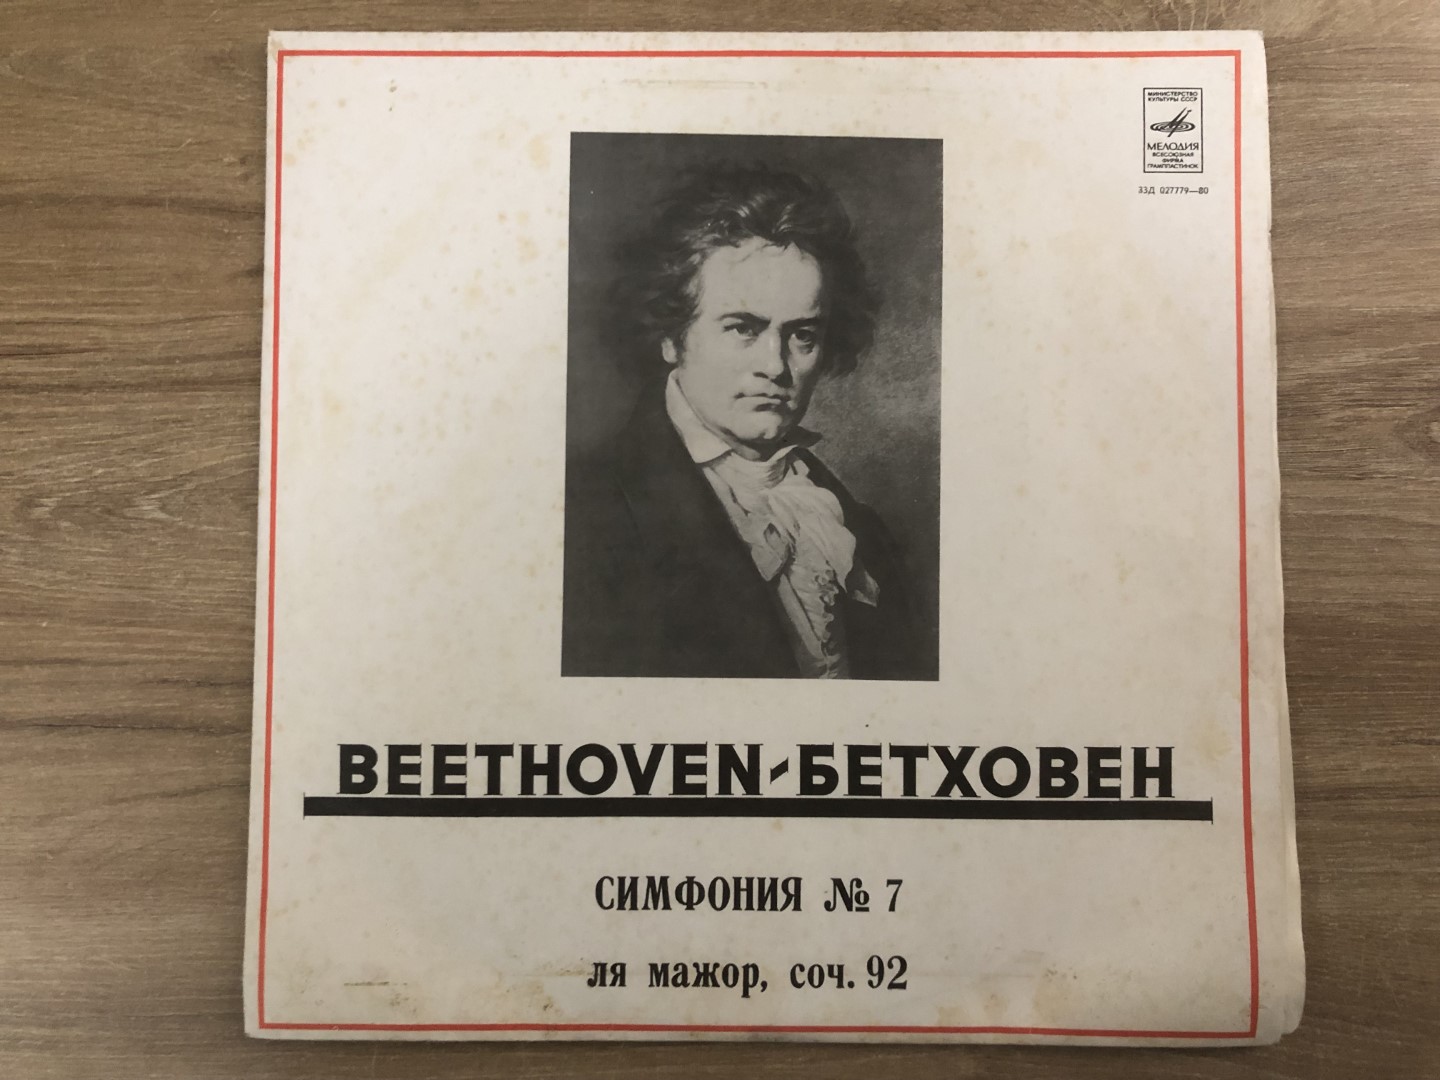 МИНИСТЕРСТВО
КУЛЬТУРЫ СССР
МЕЛОДИЯ
ВСЕСОЮЗНАЯ
ФИРМА
ГРАМПЛАСТИНОК
33Д 027779—80
BEETHOVEN-БЕТХОВЕН
СИМФОНИЯ № 7
ля мажор, соч. 92